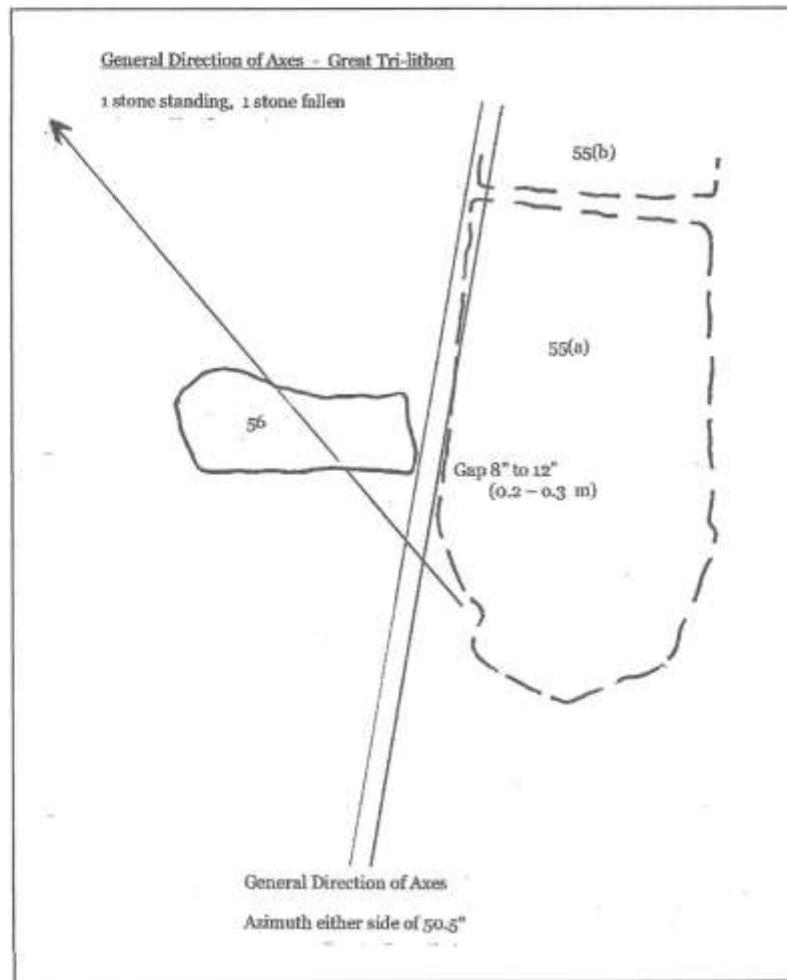 General Direction of Axes - Great Tri-lithon
1 stone standing, 1 stone fallen
55(b)
55(a)
56
Gap 8" to 12"
(0.2 – 0.3 m)
General Direction of Axes
Azimuth either side of 50.5°